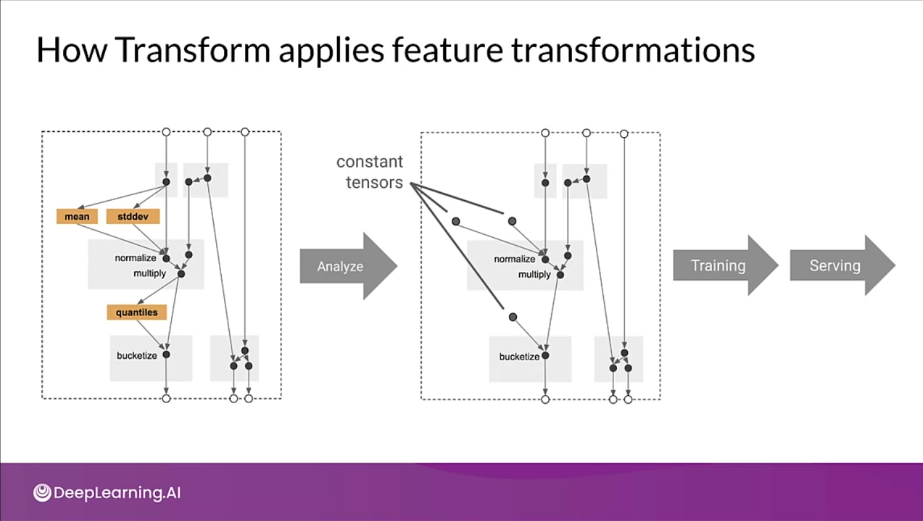 How Transform applies feature transformations
mean
stddev
normalize
multiply
quantiles
bucketize
Analyze
constant
tensors
normalize
multiply
bucketize
Training
Serving
DeepLearning.AI